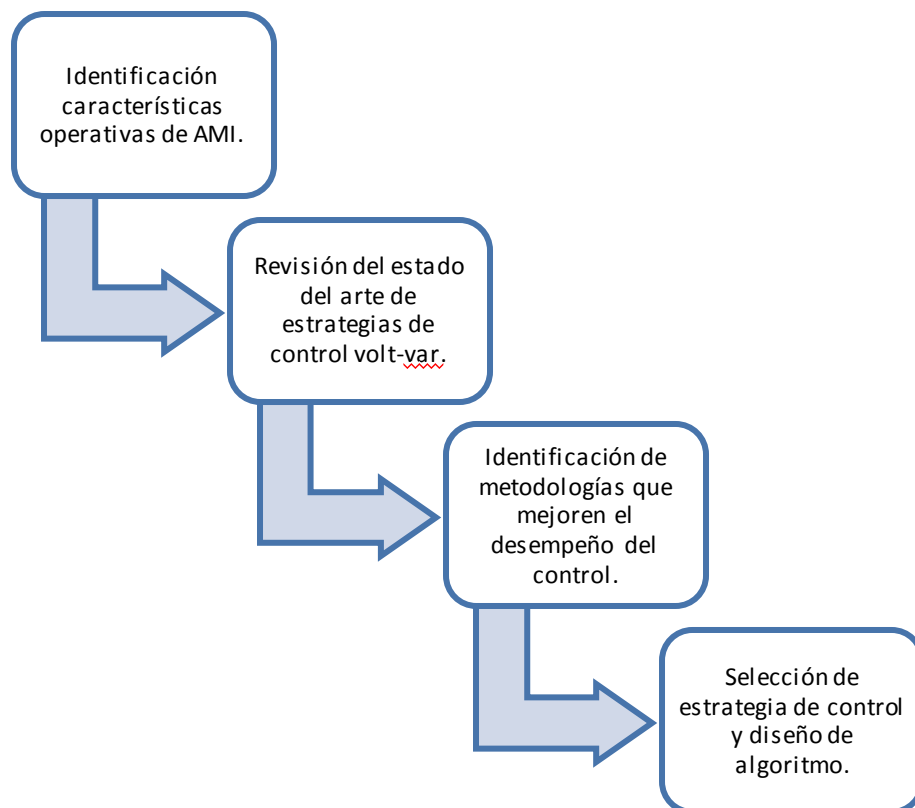 Identificación
características
operativas de AMI.
Revisión del estado
del arte de
estrategias de
control volt-var.
Identificación de
metodologías que
mejoren el
desempeño del
control.
Selección de
estrategia de control
y diseño de
algoritmo.